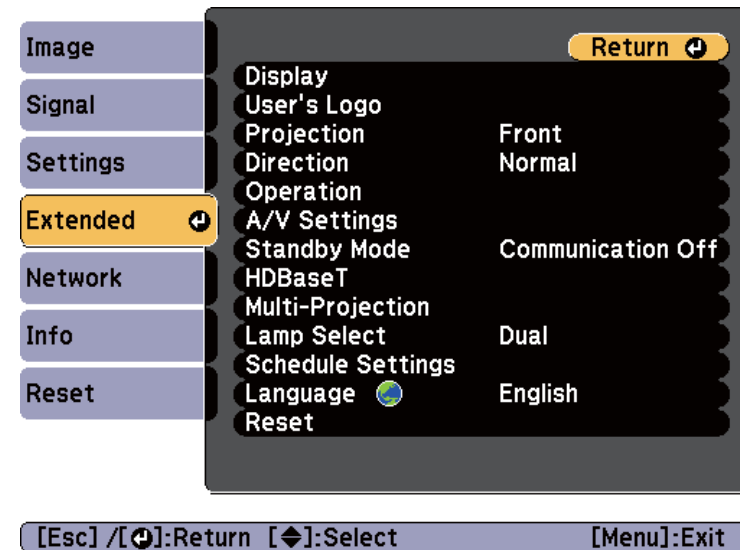 Image
Signal
Settings
Extended
Network
Info
Reset
Return
Display
User's Logo
Projection Front
Direction Normal
Operation
A/V Settings
Standby Mode Communication Off
HDBaseT
Multi-Projection
Lamp Select Dual
Schedule Settings
Language English
Reset
[Esc] /[ ]:Return [ ]:Select [Menu]:Exit